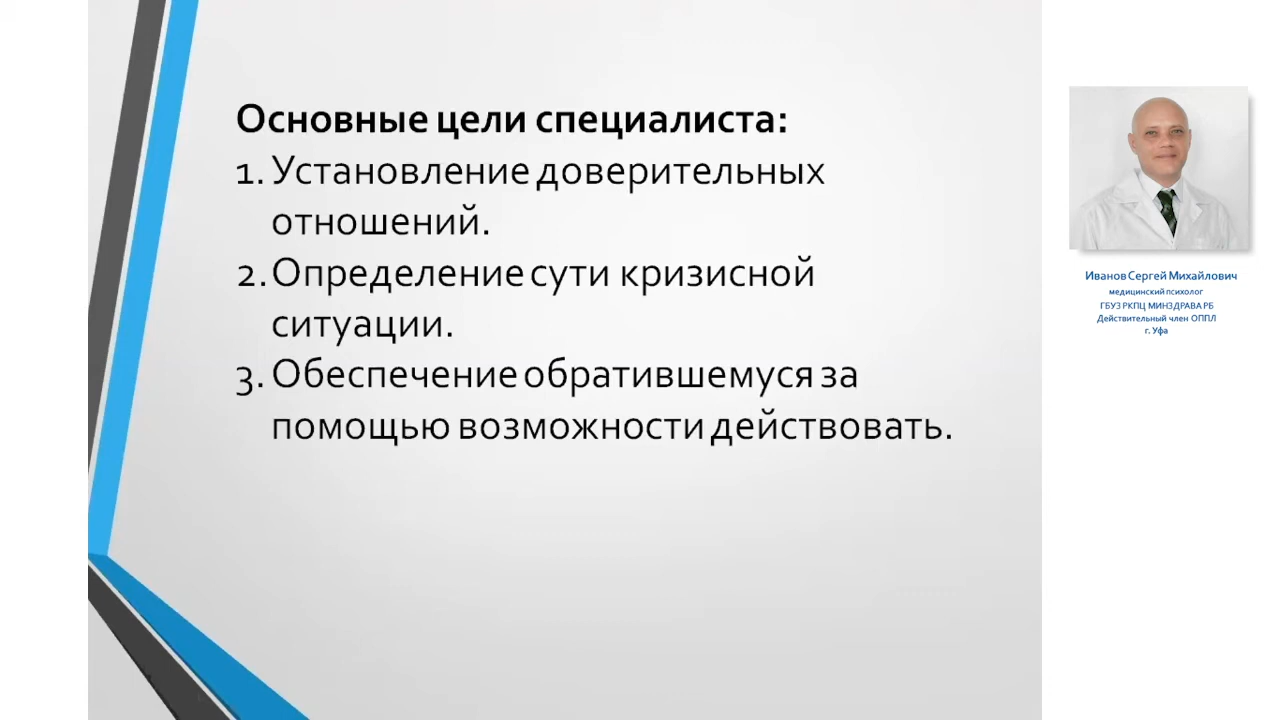 Основные цели специалиста:
1. Установление доверительных
отношений.
2. Определение сути кризисной
ситуации.
3. Обеспечение обратившемуся за
помощью возможности действовать.
Иванов Сергей Михайлович
медицинский психолог
ГБУЗ РКПЦ МИНЗДРАВА РБ
Действительный член ОППЛ
г. Уфа